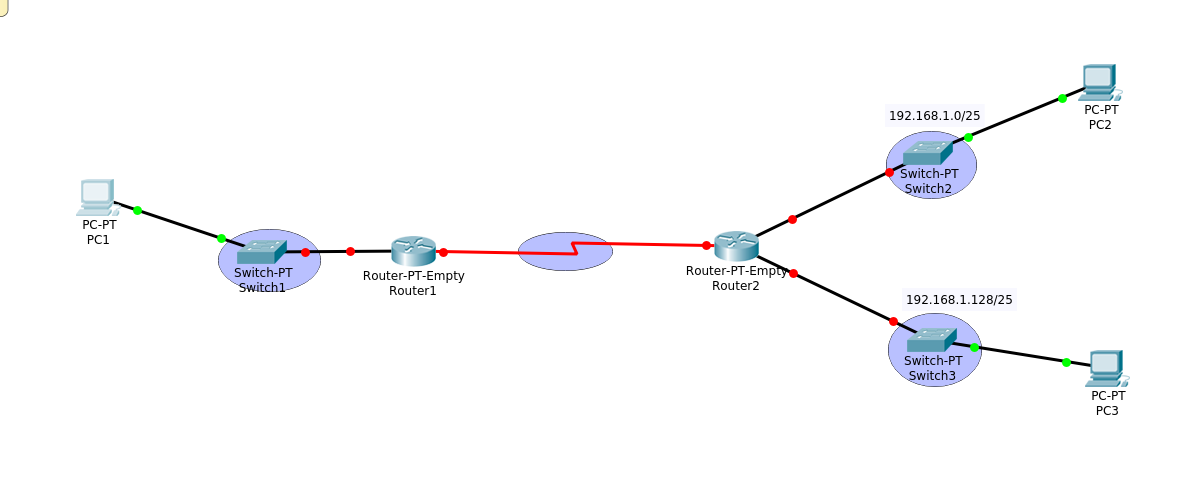 PC-PT
PC1
Switch-PT
Switch1
Router-PT-Empty
Router1
Router-PT-Empty
Router2
192.168.1.0/25
Switch-PT
Switch2
PC-PT
PC2
192.168.1.128/25
Switch-PT
Switch3
PC-PT
PC3